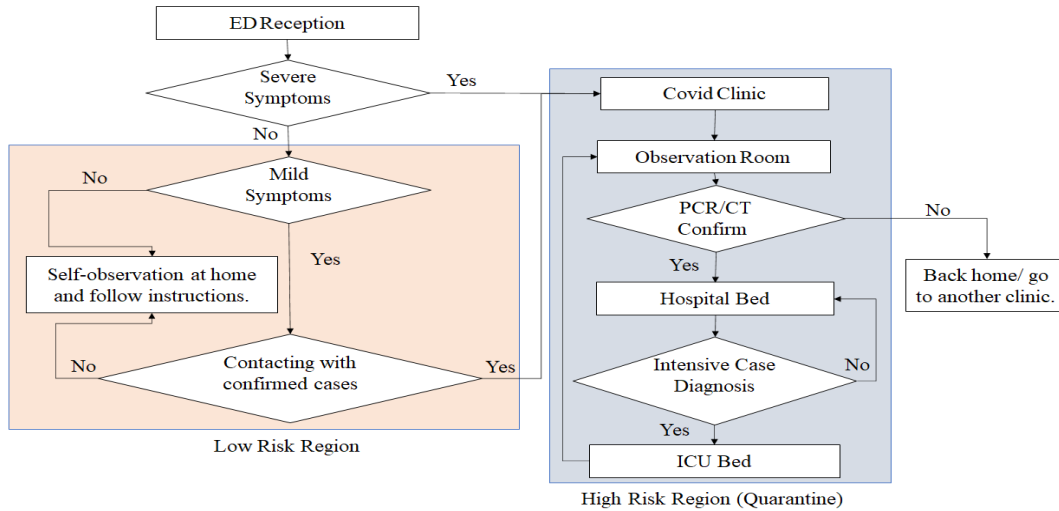 ED Reception
Severe
Symptoms
Yes
No
Mild
Symptoms
No
Yes
Self-observation at home
and follow instructions.
No
Contacting with
confirmed cases
Yes
Low Risk Region
Covid Clinic
Observation Room
PCR/CT
Confirm
No
Yes
Back home/ go
to another clinic.
Hospital Bed
Intensive Case
Diagnosis
No
Yes
ICU Bed
High Risk Region (Quarantine)